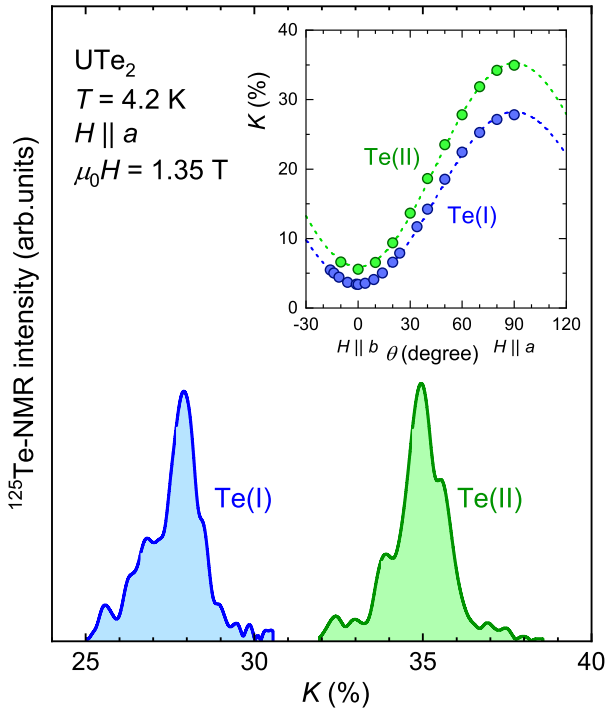 UTe₂
T = 4.2 K
H || a
μ₀H = 1.35 T
¹²⁵Te-NMR intensity (arb.units)
K (%)
40
30
20
10
0
Te(II)
Te(I)
-30 0 30 60 90 120
H || b θ (degree) H || a
Te(I)
Te(II)
25 30 35 40
K (%)